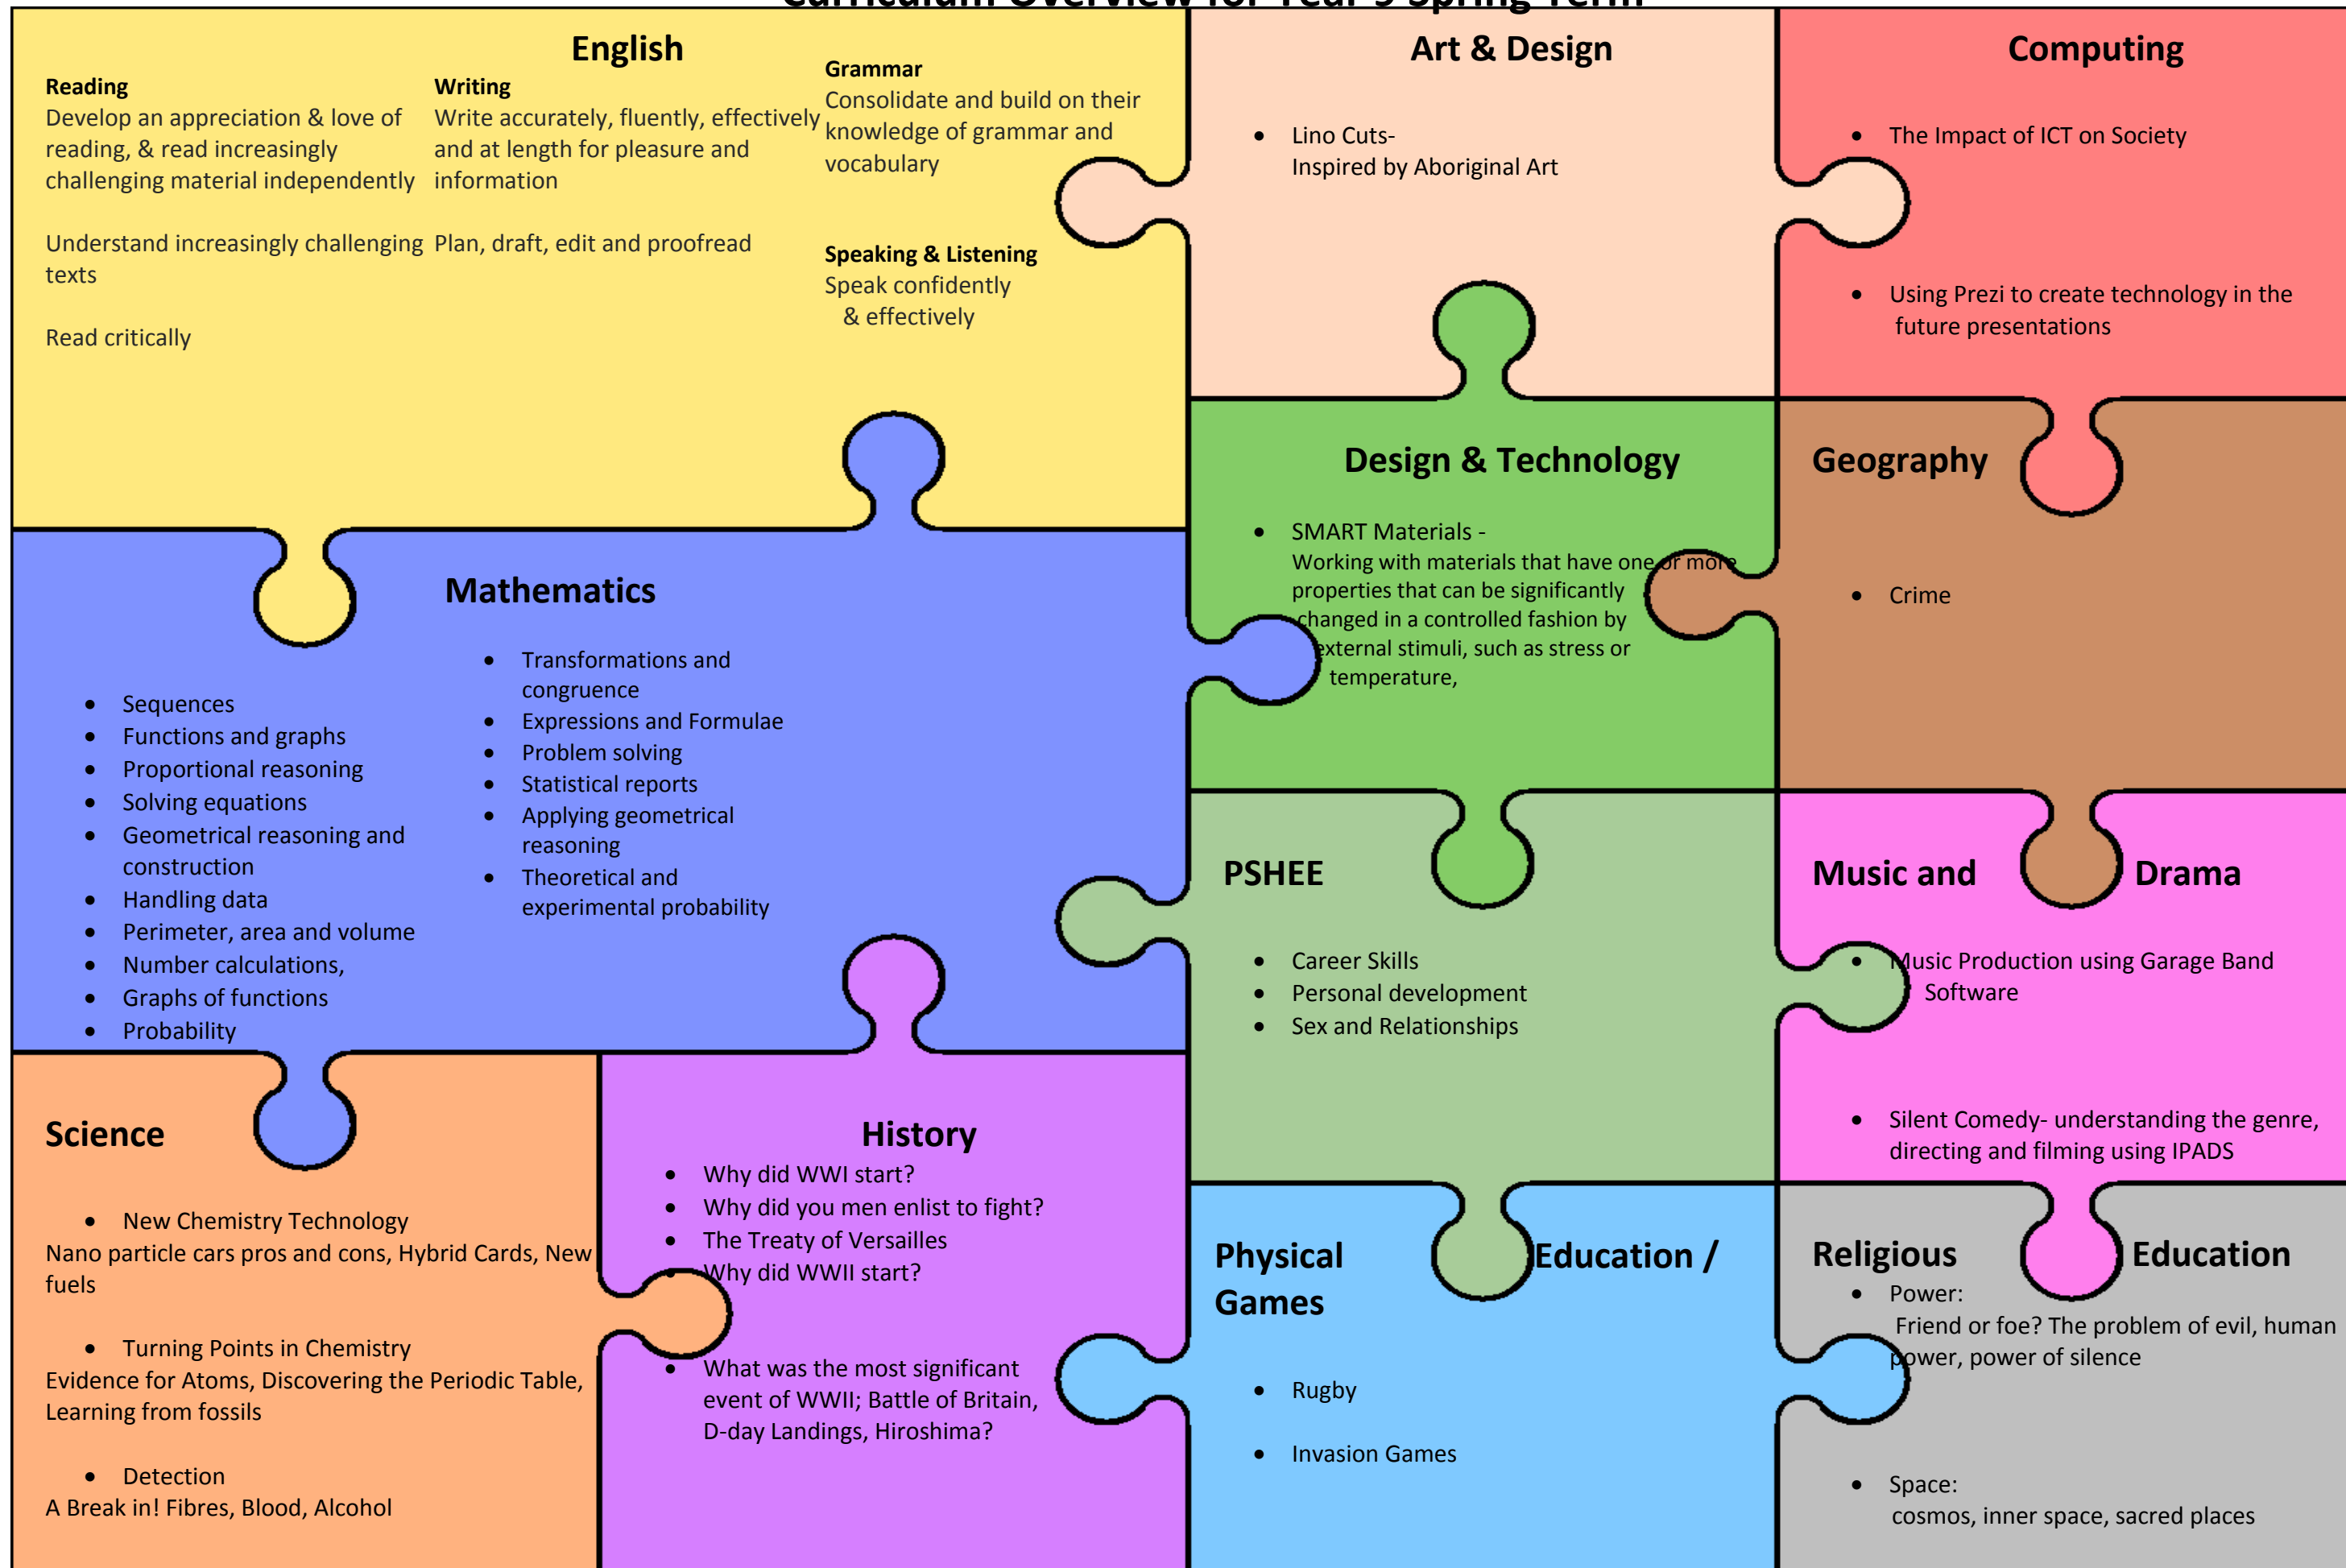 Curriculum Overview for Year 9 Spring Term
English
Reading
Develop an appreciation & love of
reading, & read increasingly
challenging material independently
Understand increasingly challenging
texts
Read critically
Writing
Write accurately, fluently, effectively
and at length for pleasure and
information
Plan, draft, edit and proofread
Grammar
Consolidate and build on their
knowledge of grammar and
vocabulary
Speaking & Listening
Speak confidently
& effectively
Art & Design
• Lino Cuts-
Inspired by Aboriginal Art
Computing
• The Impact of ICT on Society
• Using Prezi to create technology in the
future presentations
Design & Technology
• SMART Materials -
Working with materials that have one or more
properties that can be significantly
changed in a controlled fashion by
external stimuli, such as stress or
temperature,
Geography
• Crime
Mathematics
• Sequences
• Functions and graphs
• Proportional reasoning
• Solving equations
• Geometrical reasoning and
construction
• Handling data
• Perimeter, area and volume
• Number calculations,
• Graphs of functions
• Probability
• Transformations and
congruence
• Expressions and Formulae
• Problem solving
• Statistical reports
• Applying geometrical
reasoning
• Theoretical and
experimental probability
PSHEE
• Career Skills
• Personal development
• Sex and Relationships
Music and Drama
• Music Production using Garage Band
Software
• Silent Comedy- understanding the genre,
directing and filming using IPADS
Science
• New Chemistry Technology
Nano particle cars pros and cons, Hybrid Cards, New
fuels
• Turning Points in Chemistry
Evidence for Atoms, Discovering the Periodic Table,
Learning from fossils
• Detection
A Break in! Fibres, Blood, Alcohol
History
• Why did WWI start?
• Why did you men enlist to fight?
• The Treaty of Versailles
• Why did WWII start?
• What was the most significant
event of WWII; Battle of Britain,
D-day Landings, Hiroshima?
Physical Education /
Games
• Rugby
• Invasion Games
Religious Education
• Power:
Friend or foe? The problem of evil, human
power, power of silence
• Space:
cosmos, inner space, sacred places